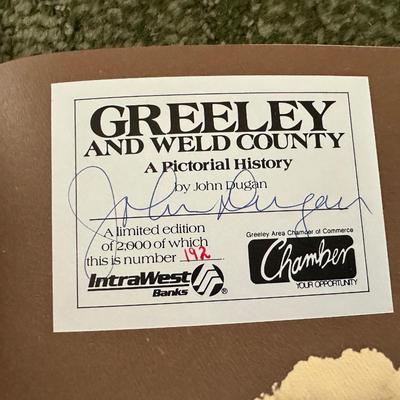 GREELEY
AND WELD COUNTY
A Pictorial History
by John Dugan
John Dugan
A limited edition
of 2,000 of which
this is number 192
IntraWest
Banks
Greeley Area Chamber of Commerce
Chamber
YOUR OPPORTUNITY